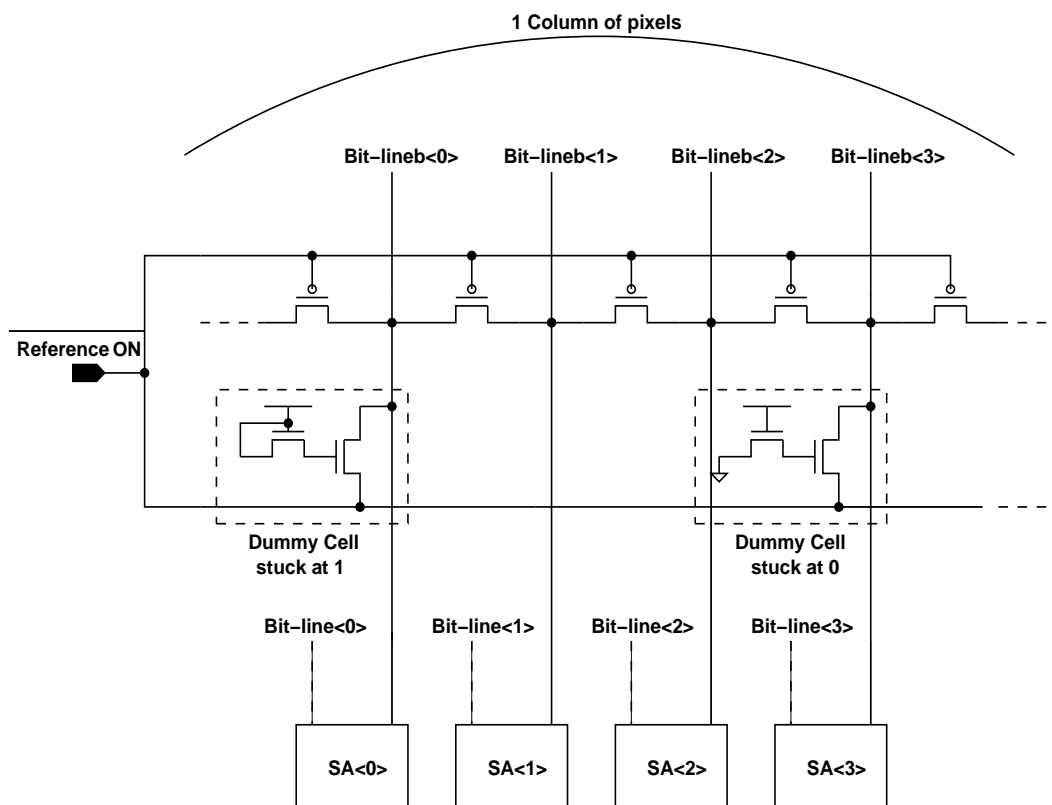 1 Column of pixels
Bit–lineb<0> Bit–lineb<1> Bit–lineb<2> Bit–lineb<3>
Reference ON
Dummy Cell
stuck at 1
Dummy Cell
stuck at 0
Bit–line<0> Bit–line<1> Bit–line<2> Bit–line<3>
SA<0> SA<1> SA<2> SA<3>